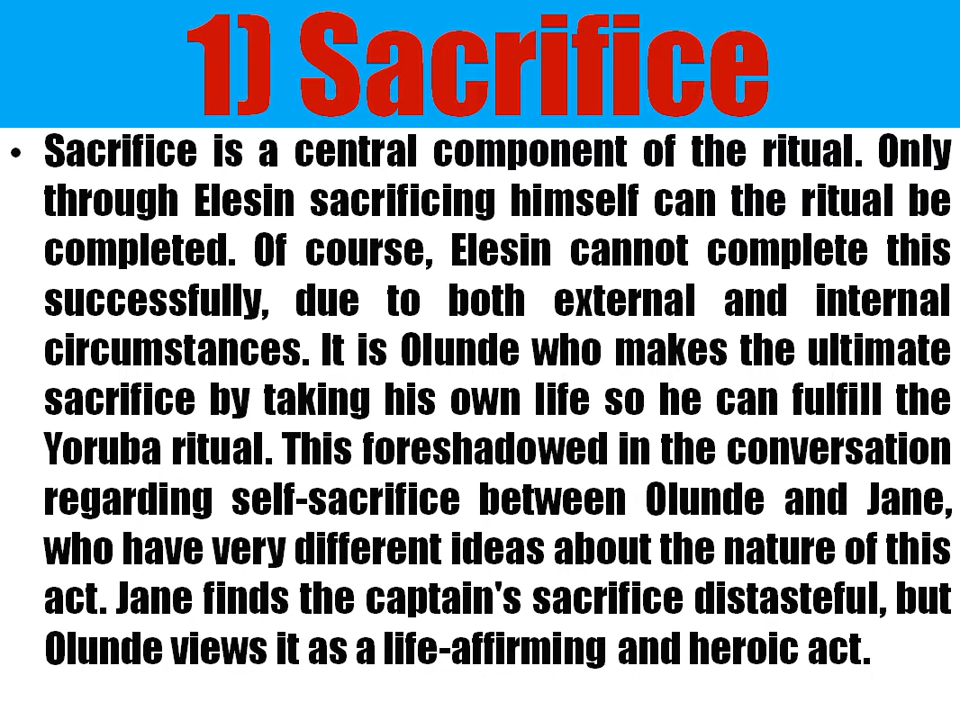 1) Sacrifice
• Sacrifice is a central component of the ritual. Only
through Elesin sacrificing himself can the ritual be
completed. Of course, Elesin cannot complete this
successfully, due to both external and internal
circumstances. It is Olunde who makes the ultimate
sacrifice by taking his own life so he can fulfill the
Yoruba ritual. This foreshadowed in the conversation
regarding self-sacrifice between Olunde and Jane,
who have very different ideas about the nature of this
act. Jane finds the captain's sacrifice distasteful, but
Olunde views it as a life-affirming and heroic act.